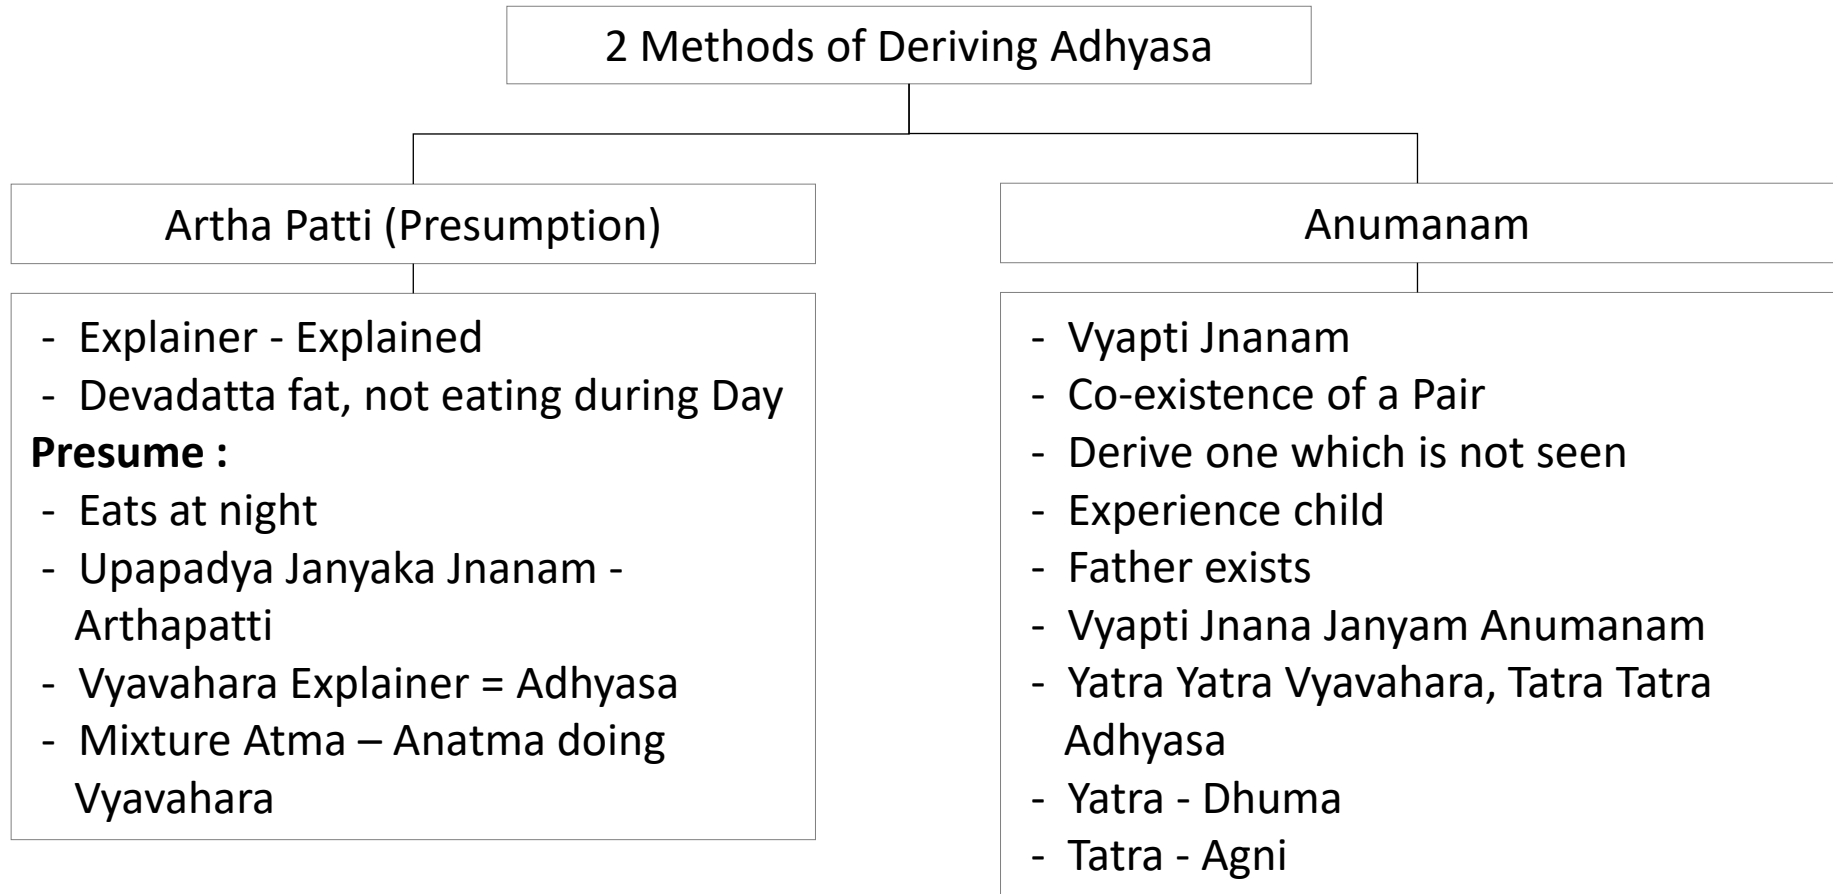 2 Methods of Deriving Adhyasa
Artha Patti (Presumption)
- Explainer - Explained
- Devadatta fat, not eating during Day
Presume :
- Eats at night
- Upapadya Janyaka Jnanam -
Arthapatti
- Vyavahara Explainer = Adhyasa
- Mixture Atma – Anatma doing
Vyavahara
Anumanam
- Vyapti Jnanam
- Co-existence of a Pair
- Derive one which is not seen
- Experience child
- Father exists
- Vyapti Jnana Janyam Anumanam
- Yatra Yatra Vyavahara, Tatra Tatra
Adhyasa
- Yatra - Dhuma
- Tatra - Agni